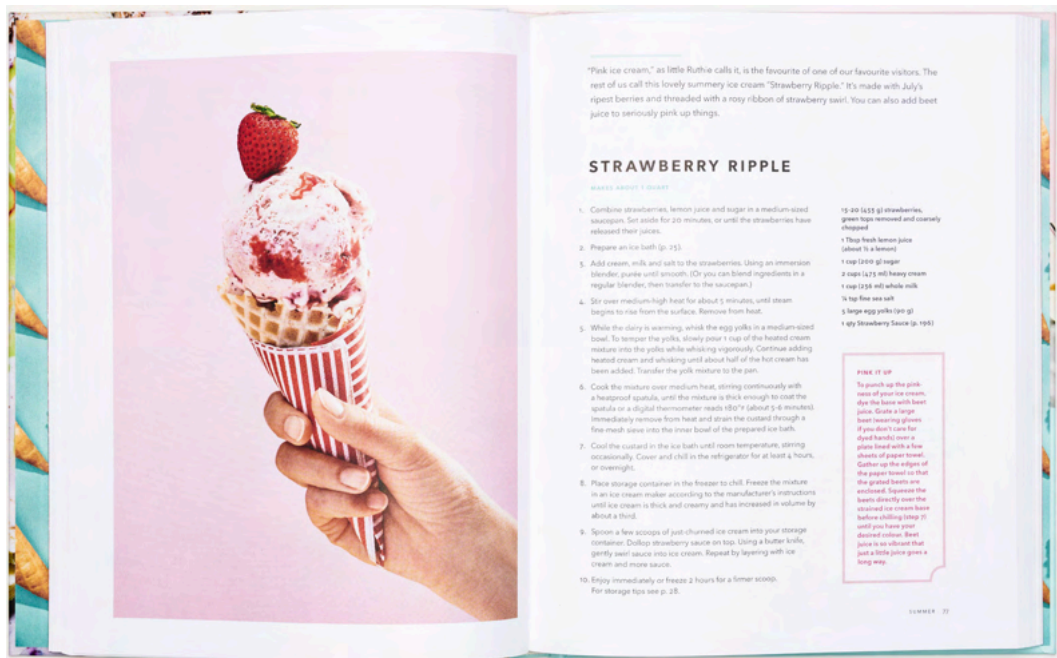 "Pink ice cream," as little Ruthie calls it, is the favourite of one of our favourite visitors. The
rest of us call this lovely summery ice cream "Strawberry Ripple." It's made with July's
ripest berries and threaded with a rosy ribbon of strawberry swirl. You can also add beet
juice to seriously pink up things.
STRAWBERRY RIPPLE
MAKES ABOUT 1 QUART
1. Combine strawberries, lemon juice and sugar in a medium-sized
saucepan. Set aside for 20 minutes, or until the strawberries have
released their juices.
2. Prepare an ice bath (p. 25).
3. Add cream, milk and salt to the strawberries. Using an immersion
blender, purée until smooth. (Or you can blend ingredients in a
regular blender, then transfer to the saucepan.)
4. Stir over medium-high heat for about 5 minutes, until steam
begins to rise from the surface. Remove from heat.
5. While the dairy is warming, whisk the egg yolks in a medium-sized
bowl. To temper the yolks, slowly pour 1 cup of the heated cream
mixture into the yolks while whisking vigorously. Continue adding
heated cream and whisking until about half of the hot cream has
been added. Transfer the yolk mixture to the pan.
6. Cook the mixture over medium heat, stirring continuously with
a heatproof spatula, until the mixture is thick enough to coat the
spatula or a digital thermometer reads 180°F (about 5-6 minutes).
Immediately remove from heat and strain the custard through a
fine-mesh sieve into the inner bowl of the prepared ice bath.
7. Cool the custard in the ice bath until room temperature, stirring
occasionally. Cover and chill in the refrigerator for at least 4 hours,
or overnight.
8. Place storage container in the freezer to chill. Freeze the mixture
in an ice cream maker according to the manufacturer's instructions
until ice cream is thick and creamy and has increased in volume by
about a third.
9. Spoon a few scoops of just-churned ice cream into your storage
container. Dollop strawberry sauce on top. Using a butter knife,
gently swirl sauce into ice cream. Repeat by layering with ice
cream and more sauce.
10. Enjoy immediately or freeze 2 hours for a firmer scoop.
For storage tips see p. 28.
15-20 (455 g) strawberries,
green tops removed and coarsely
chopped
1 Tbsp fresh lemon juice
(about ½ a lemon)
1 cup (200 g) sugar
2 cups (473 ml) heavy cream
1 cup (236 ml) whole milk
¼ tsp fine sea salt
5 large egg yolks (90 g)
1 qty Strawberry Sauce (p. 196)
PINK IT UP
To punch up the pink-
ness of your ice cream,
dye the base with beet
juice. Grate a large
beet (wearing gloves
if you don't care for
dyed hands) over a
plate lined with a few
sheets of paper towel.
Gather up the edges of
the paper towel so that
the grated beets are
enclosed. Squeeze the
beets directly over the
strained ice cream base
before chilling (step 7)
until you have your
desired colour. Beet
juice is so vibrant that
just a little juice goes a
long way.
SUMMER 77